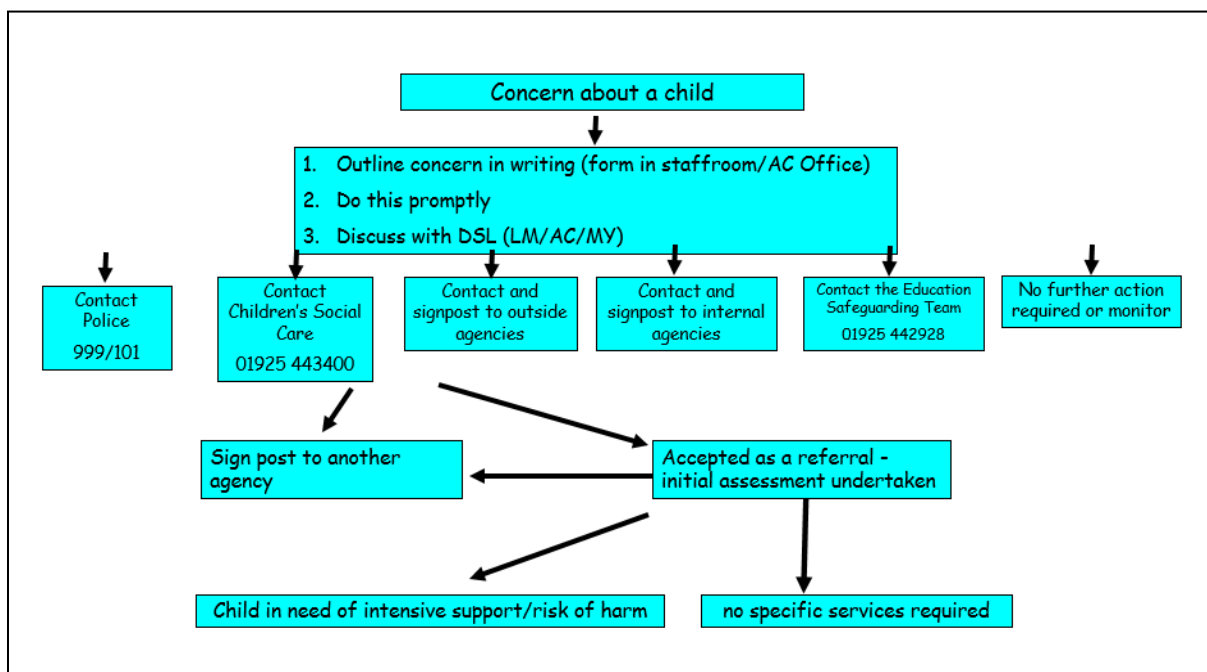 Concern about a child
1. Outline concern in writing (form in staffroom/AC Office)
2. Do this promptly
3. Discuss with DSL (LM/AC/MY)
Contact
Police
999/101
Contact
Children's Social
Care
01925 443400
Contact and
signpost to outside
agencies
Contact and
signpost to internal
agencies
Contact the Education
Safeguarding Team
01925 442928
No further action
required or monitor
Sign post to another
agency
Accepted as a referral -
initial assessment undertaken
Child in need of intensive support/risk of harm
no specific services required